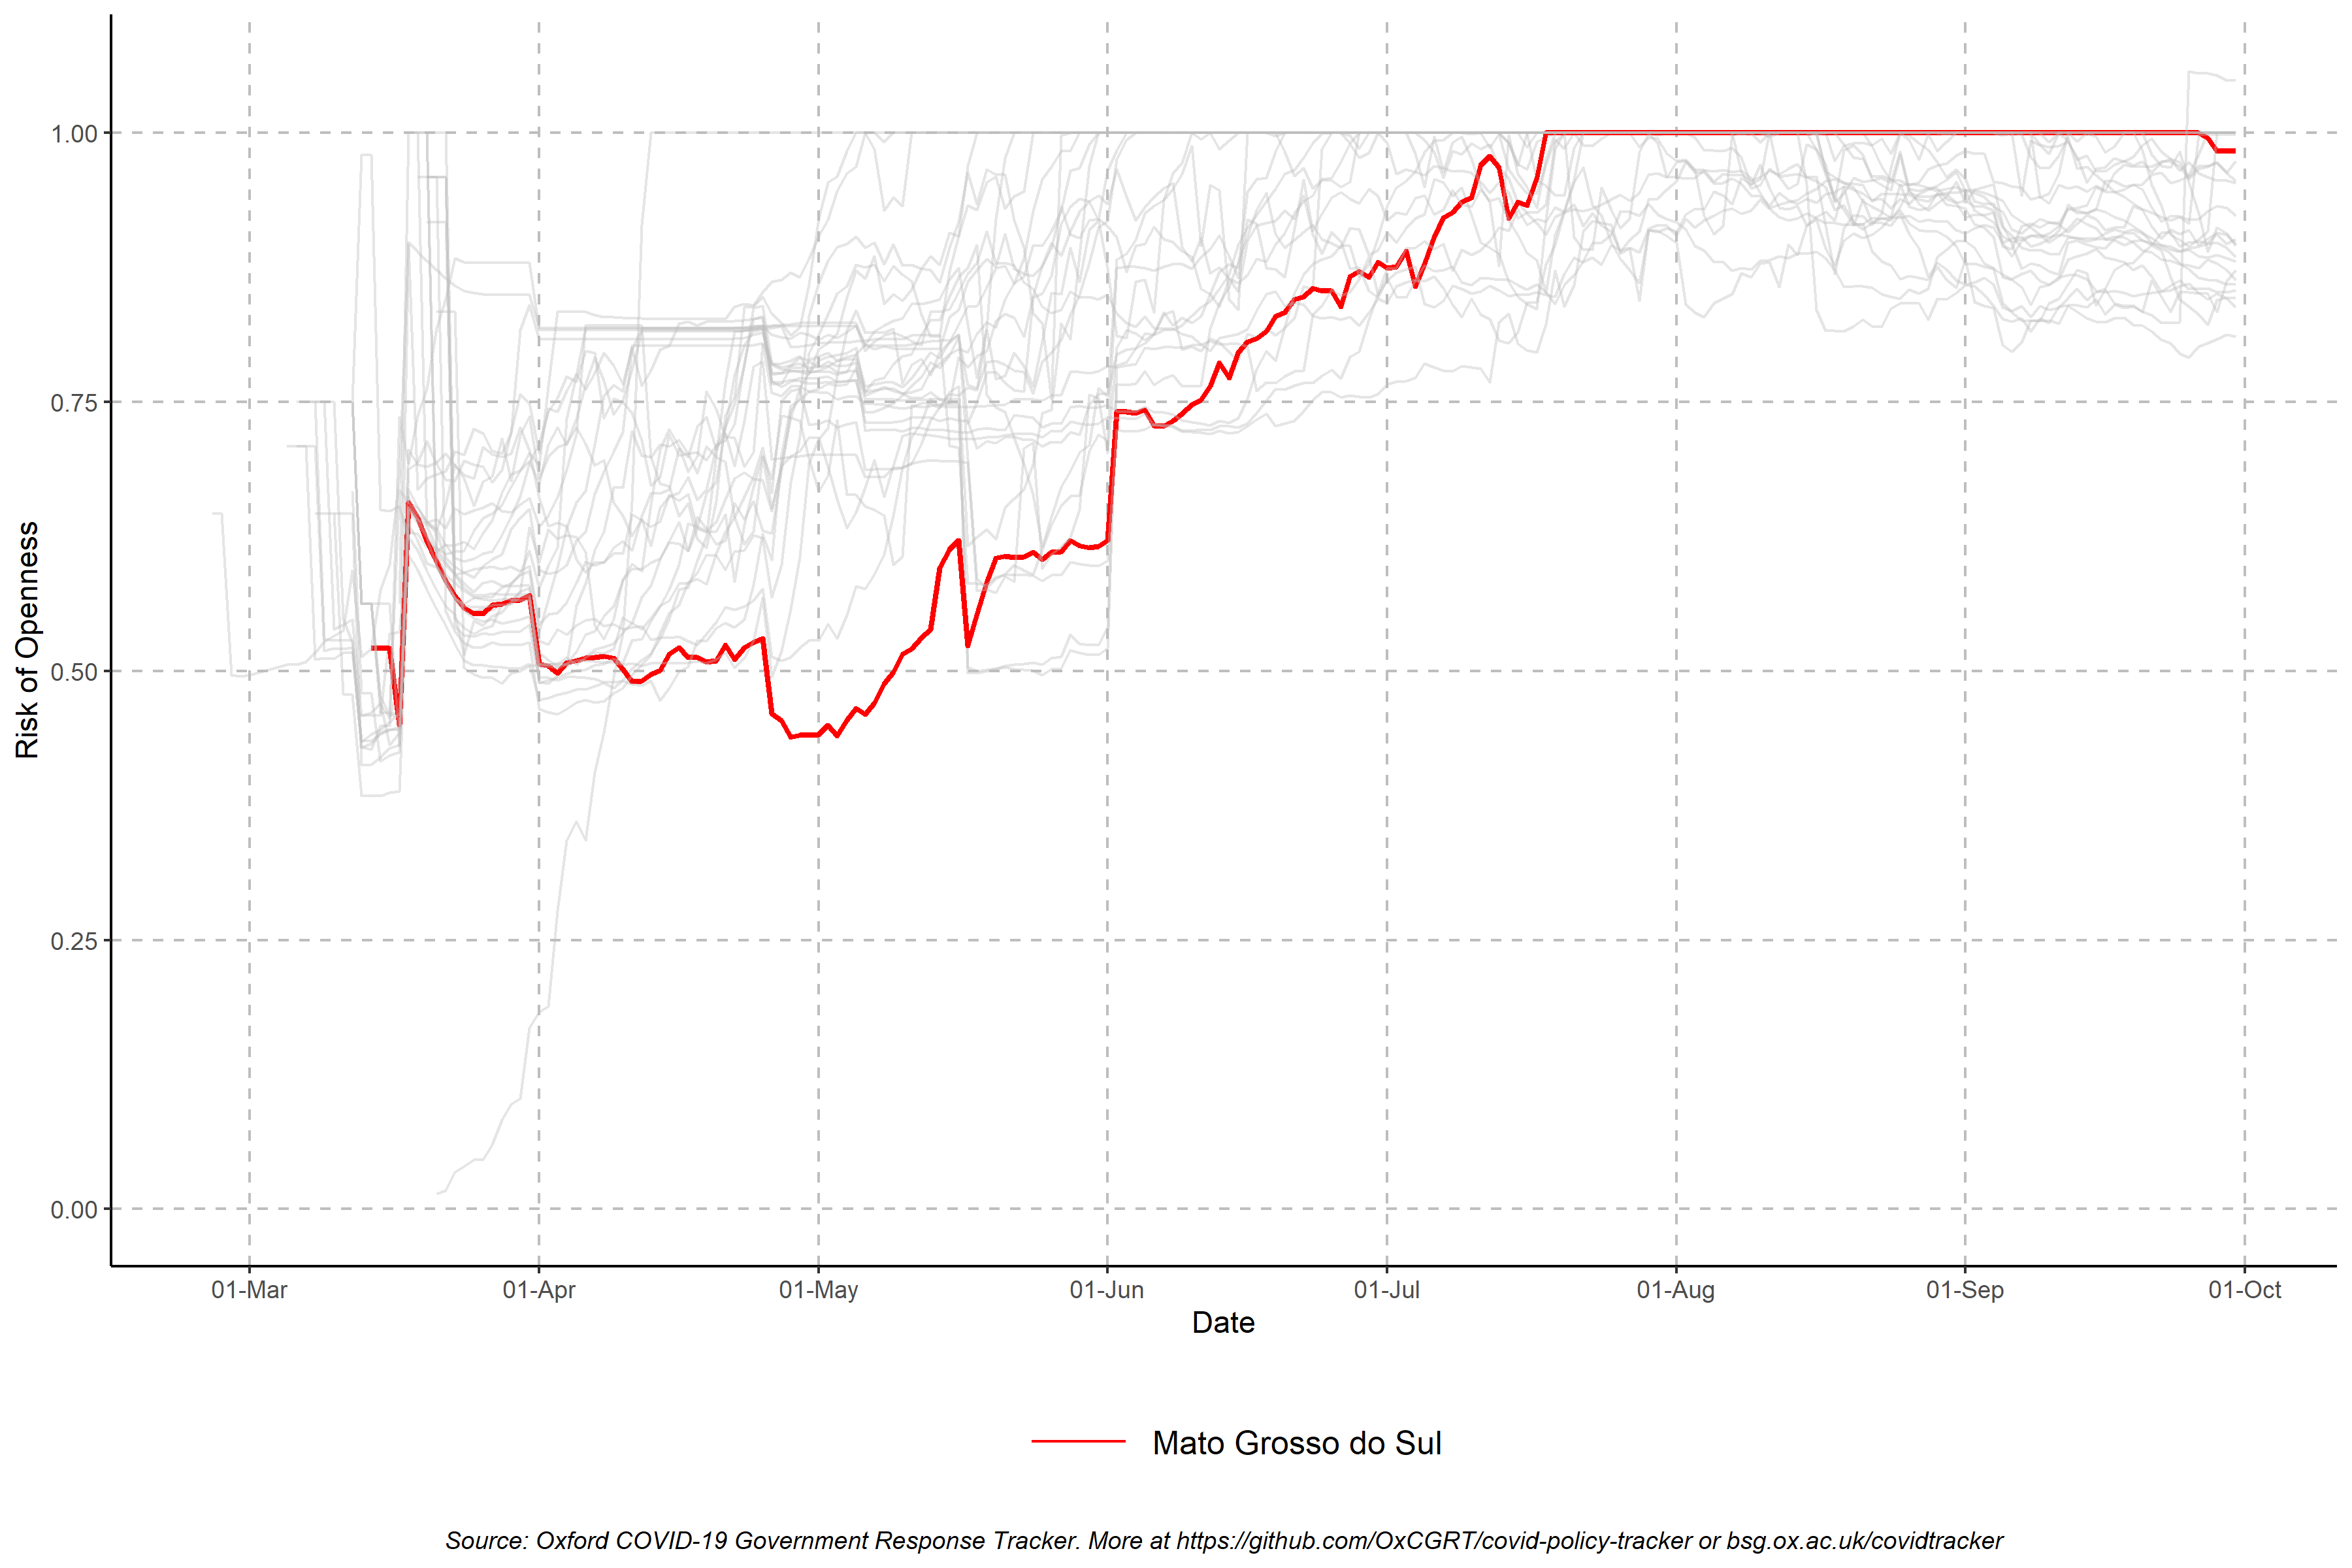 1.00
0.75
0.50
0.25
0.00
Risk of Openness
01-Mar 01-Apr 01-May 01-Jun 01-Jul 01-Aug 01-Sep 01-Oct
Date
Mato Grosso do Sul
Source: Oxford COVID-19 Government Response Tracker. More at https://github.com/OxCGRT/covid-policy-tracker or bsg.ox.ac.uk/covidtracker